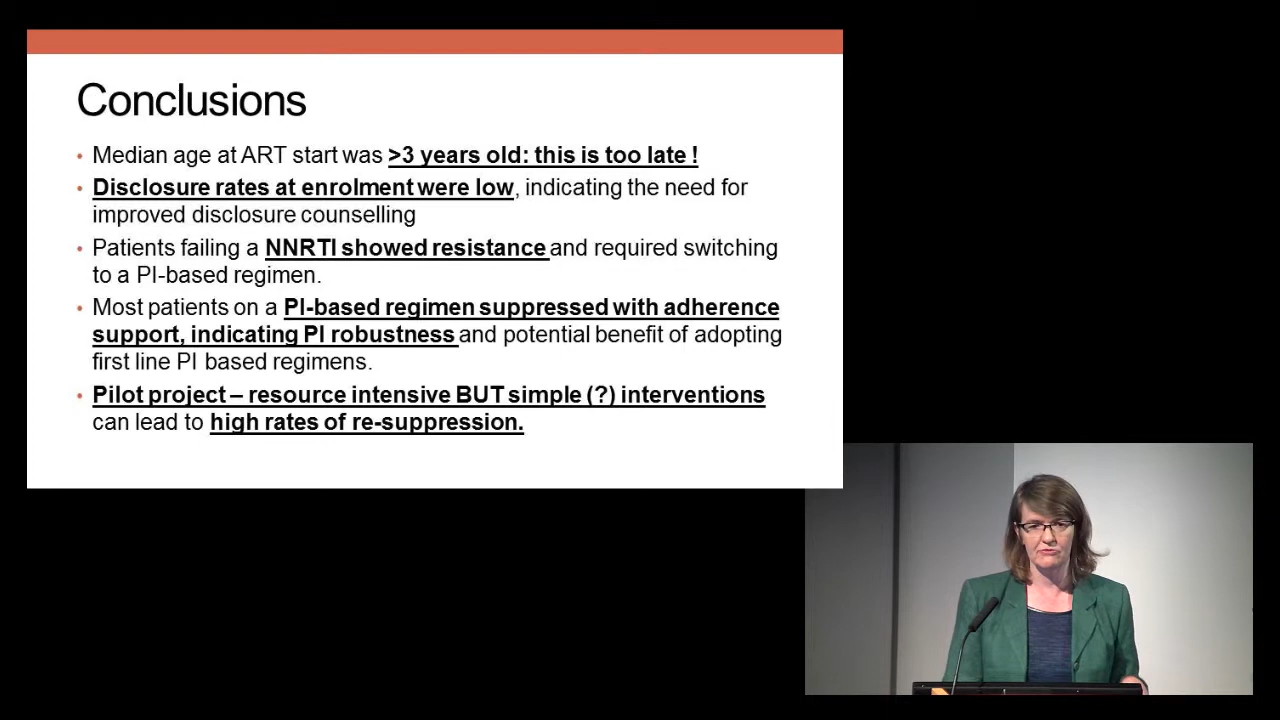 Conclusions
• Median age at ART start was >3 years old: this is too late !
• Disclosure rates at enrolment were low, indicating the need for
improved disclosure counselling
• Patients failing a NNRTI showed resistance and required switching
to a PI-based regimen.
• Most patients on a PI-based regimen suppressed with adherence
support, indicating PI robustness and potential benefit of adopting
first line PI based regimens.
• Pilot project – resource intensive BUT simple (?) interventions
can lead to high rates of re-suppression.